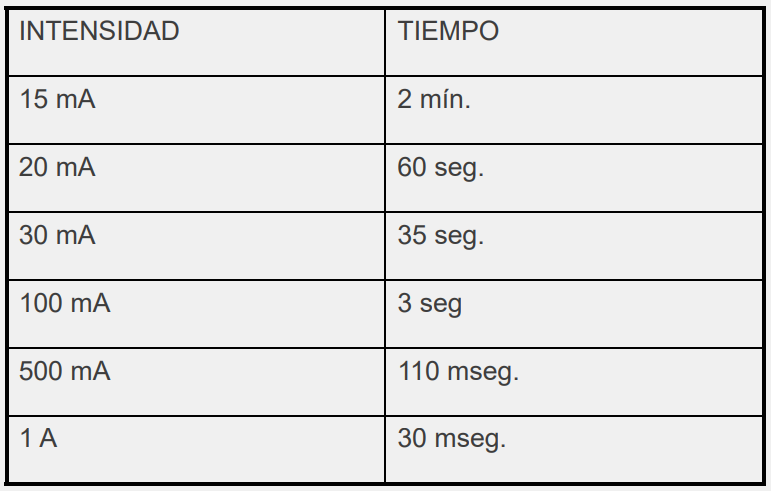 INTENSIDAD TIEMPO
15 mA 2 mín.
20 mA 60 seg.
30 mA 35 seg.
100 mA 3 seg
500 mA 110 mseg.
1 A 30 mseg.